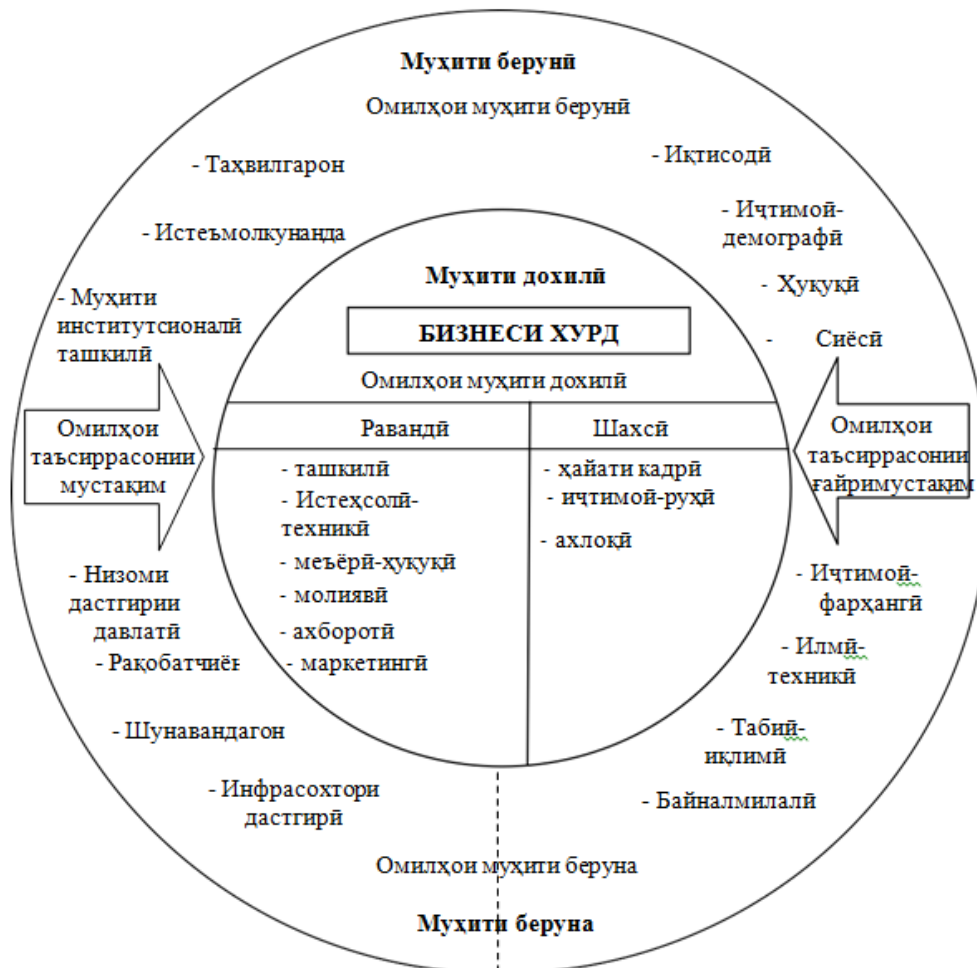 Муҳити берунӣ
Омилҳои муҳити берунӣ
- Таҳвилгарон
- Истеъмолкунанда
- Муҳити
институтсионалӣ
ташкилӣ
Омилҳои
таъсиррасонии
мустақим
- Низоми
дастгирии
давлатӣ
- Рақобатчиён
- Шунавандагон
- Инфрасохтори
дастгирӣ
Муҳити дохилӣ
БИЗНЕСИ ХУРД
Омилҳои муҳити дохилӣ
Равандӣ
- ташкилӣ
- Истеҳсолӣ-
техникӣ
- меъёрӣ-ҳуқуқӣ
- молиявӣ
- ахборотӣ
- маркетингӣ
Шахсӣ
- ҳайати кадрӣ
- иҷтимоӣ-руҳӣ
- ахлоқӣ
- Иқтисодӣ
- Иҷтимоӣ-
демографӣ
- Ҳуқуқӣ
- Сиёсӣ
Омилҳои
таъсиррасонии
ғайримустақим
- Иҷтимоӣ-
фарҳангӣ
- Илмӣ-
техникӣ
- Табиӣ-
иқлимӣ
- Байналмилалӣ
Омилҳои муҳити беруна
Муҳити беруна